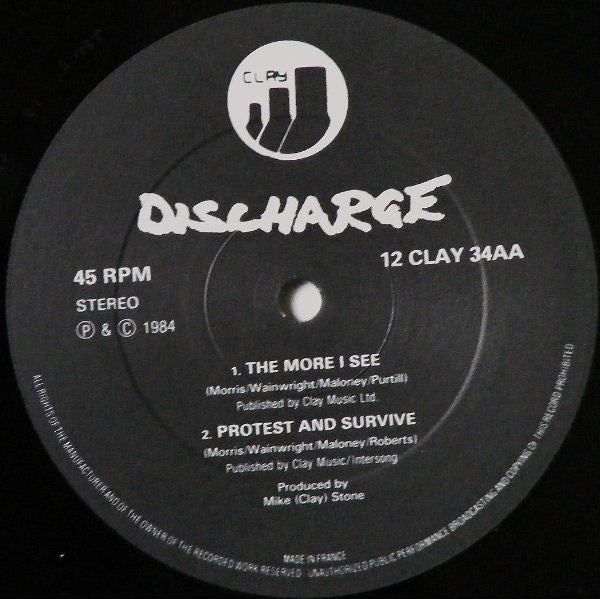 CLAY
DISCHARGE
45 RPM
12 CLAY 34AA
STEREO
Ⓟ & © 1984
1. THE MORE I SEE
(Morris/Wainwright/Maloney/Purtill)
Published by Clay Music Ltd.
2. PROTEST AND SURVIVE
(Morris/Wainwright/Maloney/Roberts)
Published by Clay Music/Intersong
Produced by
Mike (Clay) Stone
MADE IN FRANCE
ALL RIGHTS OF THE MANUFACTURER AND OF THE OWNER OF THE RECORDED WORK RESERVED. UNAUTHORIZED PUBLIC PERFORMANCE BROADCASTING AND COPYING OF THIS RECORD PROHIBITED